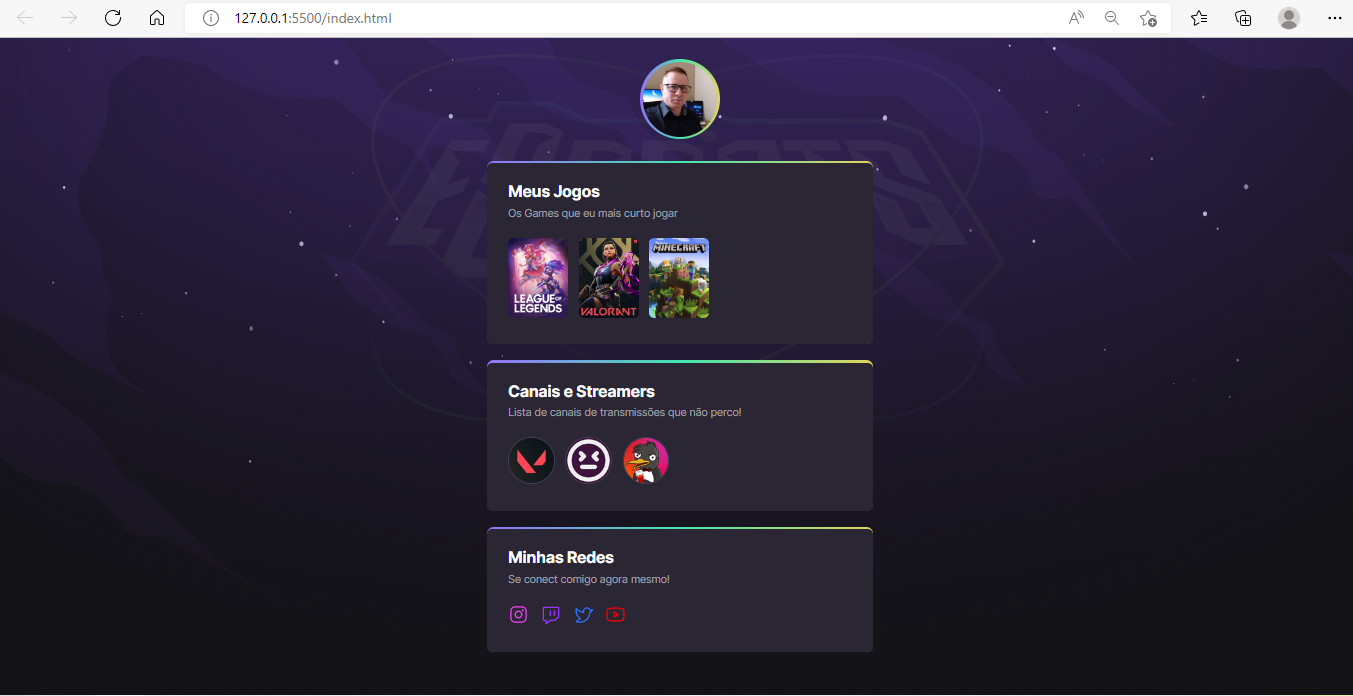 127.0.0.1:5500/index.html
ESPORTS
Meus Jogos
Os Games que eu mais curto jogar
LEAGUE OF
LEGENDS
VALORANT
MINECRAFT
Canais e Streamers
Lista de canais de transmissões que não perco!
Minhas Redes
Se conect comigo agora mesmo!